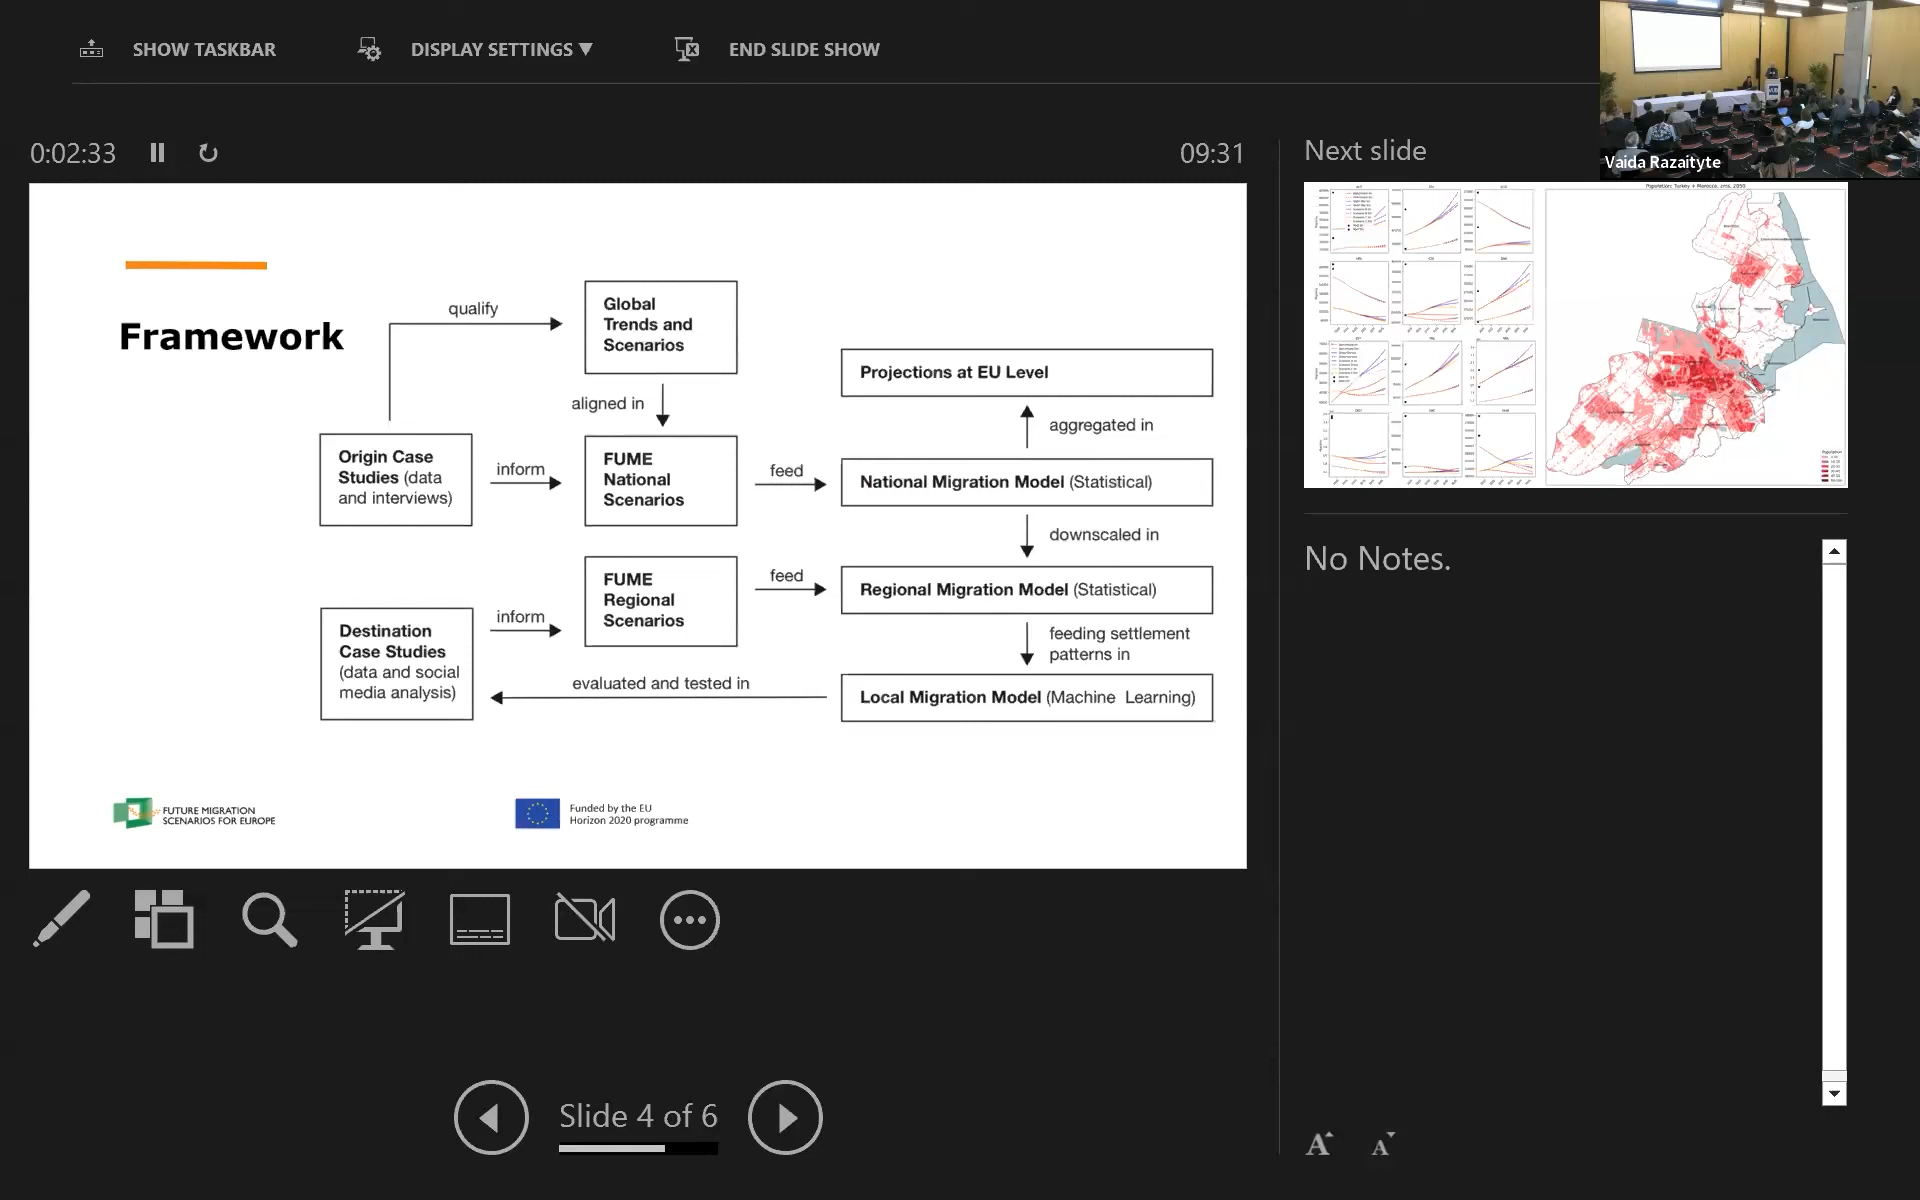 SHOW TASKBAR
DISPLAY SETTINGS ▼
END SLIDE SHOW
Vaida Razaityte
0:02:33
09:31
Next slide
Framework
qualify
Global
Trends and
Scenarios
aligned in
Projections at EU Level
aggregated in
Origin Case
Studies (data
and interviews)
inform
FUME
National
Scenarios
feed
National Migration Model (Statistical)
downscaled in
FUME
Regional
Scenarios
feed
Regional Migration Model (Statistical)
Destination
Case Studies
(data and social
media analysis)
inform
feeding settlement
patterns in
evaluated and tested in
Local Migration Model (Machine Learning)
FUTURE MIGRATION
SCENARIOS FOR EUROPE
Funded by the EU
Horizon 2020 programme
Population: Turkey + Morocco, zms, 2050
No Notes.
Slide 4 of 6
A
A